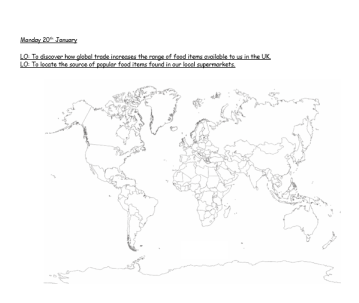 Monday 20th January
LO: To discover how global trade increases the range of food items available to us in the UK.
LO: To locate the source of popular food items found in our local supermarkets.